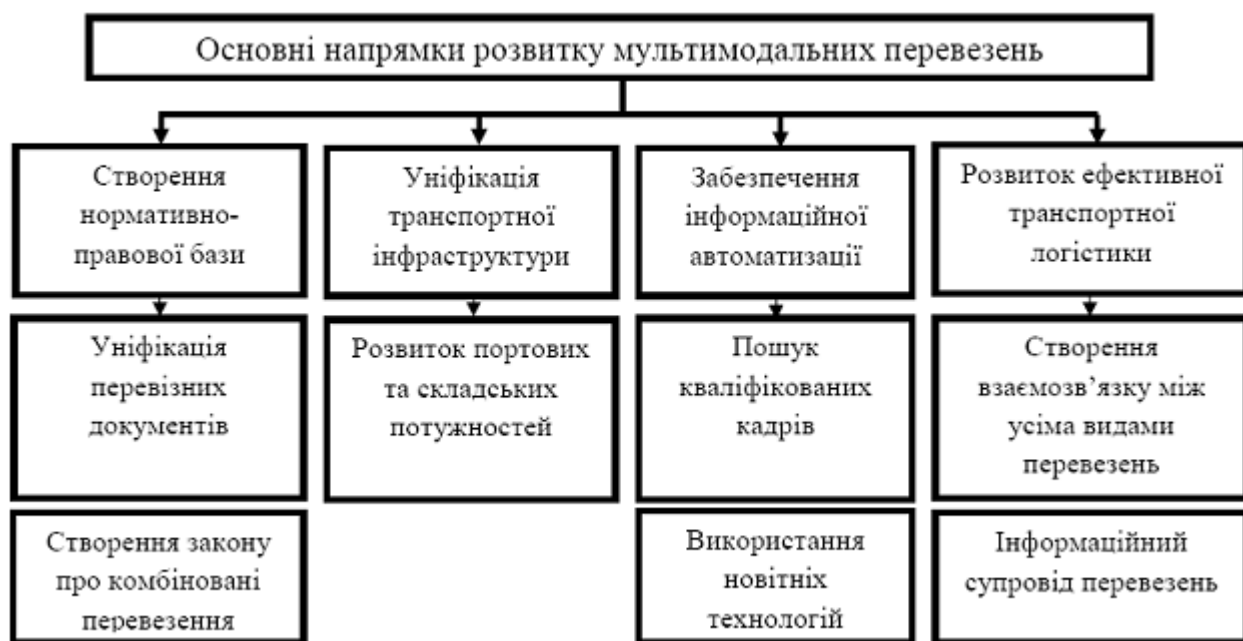 Основні напрямки розвитку мультимодальних перевезень
Створення
нормативно-
правової бази
Уніфікація
транспортної
інфраструктури
Забезпечення
інформаційної
автоматизації
Розвиток ефективної
транспортної
логістики
Уніфікація
перевізних
документів
Розвиток портових
та складських
потужностей
Пошук
кваліфікованих
кадрів
Створення
взаємозв’язку між
усіма видами
перевезень
Створення закону
про комбіновані
перевезення
Використання
новітніх
технологій
Інформаційний
супровід перевезень